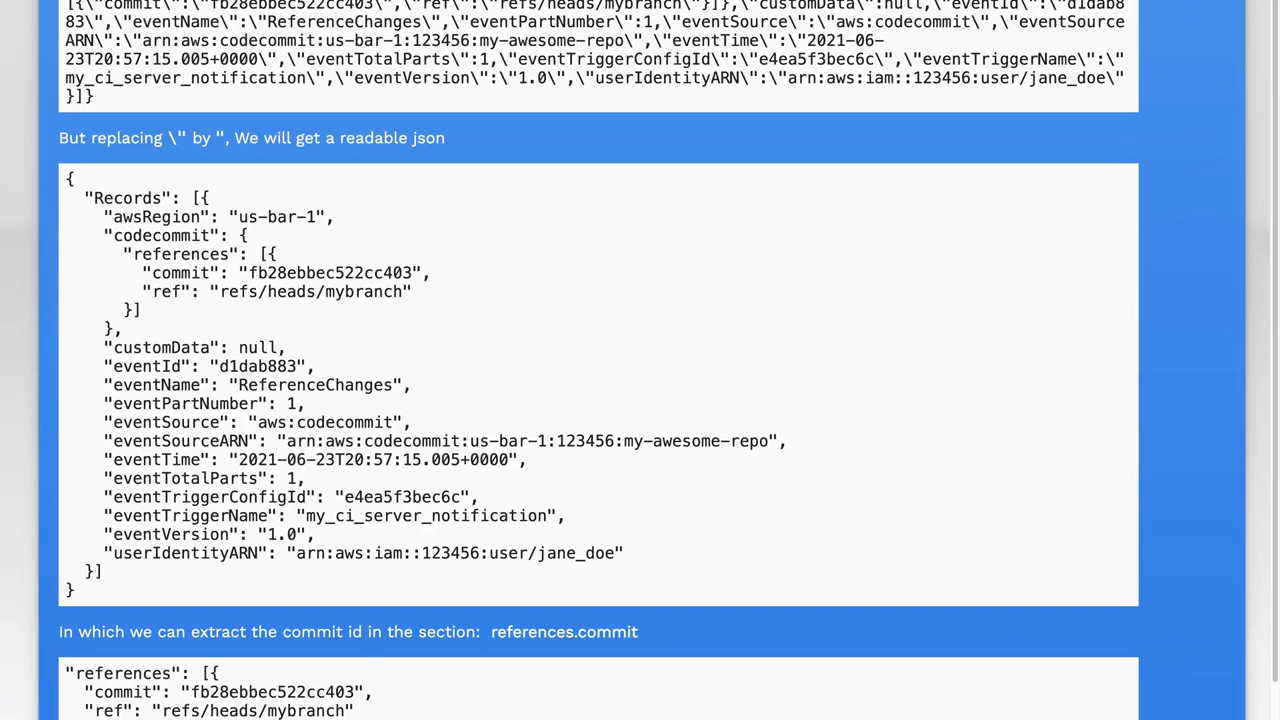 [{\"commit\":\"fb28ebbec522cc403\",\"ref\":\"refs/heads/mybranch\"}]},\"customData\":null,\"eventId\":\"d1dab8
83\",\"eventName\":\"ReferenceChanges\",\"eventPartNumber\":1,\"eventSource\":\"aws:codecommit\",\"eventSource
ARN\":\"arn:aws:codecommit:us-bar-1:123456:my-awesome-repo\",\"eventTime\":\"2021-06-
23T20:57:15.005+0000\",\"eventTotalParts\":1,\"eventTriggerConfigId\":\"e4ea5f3bec6c\",\"eventTriggerName\":\"
my_ci_server_notification\",\"eventVersion\":\"1.0\",\"userIdentityARN\":\"arn:aws:iam::123456:user/jane_doe\"
}]}
But replacing \" by ", We will get a readable json
{
  "Records": [{
    "awsRegion": "us-bar-1",
    "codecommit": {
      "references": [{
        "commit": "fb28ebbec522cc403",
        "ref": "refs/heads/mybranch"
      }]
    },
    "customData": null,
    "eventId": "d1dab883",
    "eventName": "ReferenceChanges",
    "eventPartNumber": 1,
    "eventSource": "aws:codecommit",
    "eventSourceARN": "arn:aws:codecommit:us-bar-1:123456:my-awesome-repo",
    "eventTime": "2021-06-23T20:57:15.005+0000",
    "eventTotalParts": 1,
    "eventTriggerConfigId": "e4ea5f3bec6c",
    "eventTriggerName": "my_ci_server_notification",
    "eventVersion": "1.0",
    "userIdentityARN": "arn:aws:iam::123456:user/jane_doe"
  }]
}
In which we can extract the commit id in the section: references.commit
"references": [{
  "commit": "fb28ebbec522cc403",
  "ref": "refs/heads/mybranch"